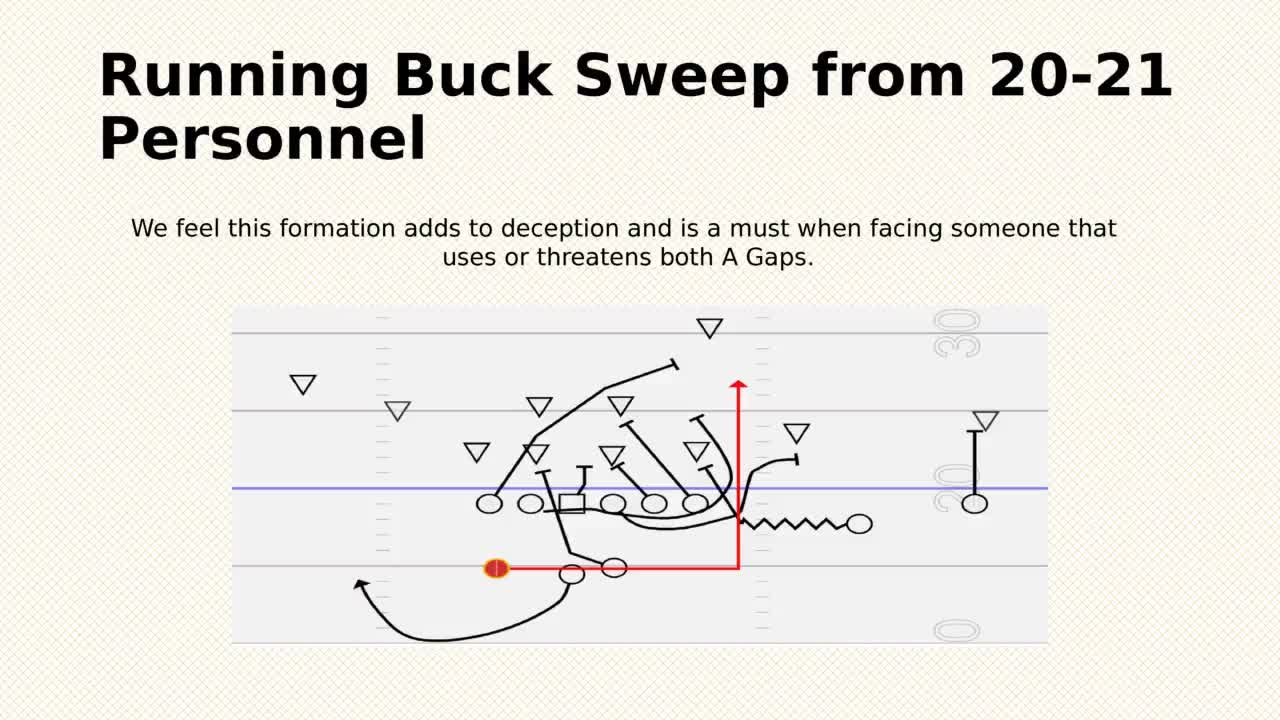 Running Buck Sweep from 20-21
Personnel
We feel this formation adds to deception and is a must when facing someone that
uses or threatens both A Gaps.
30
20
0